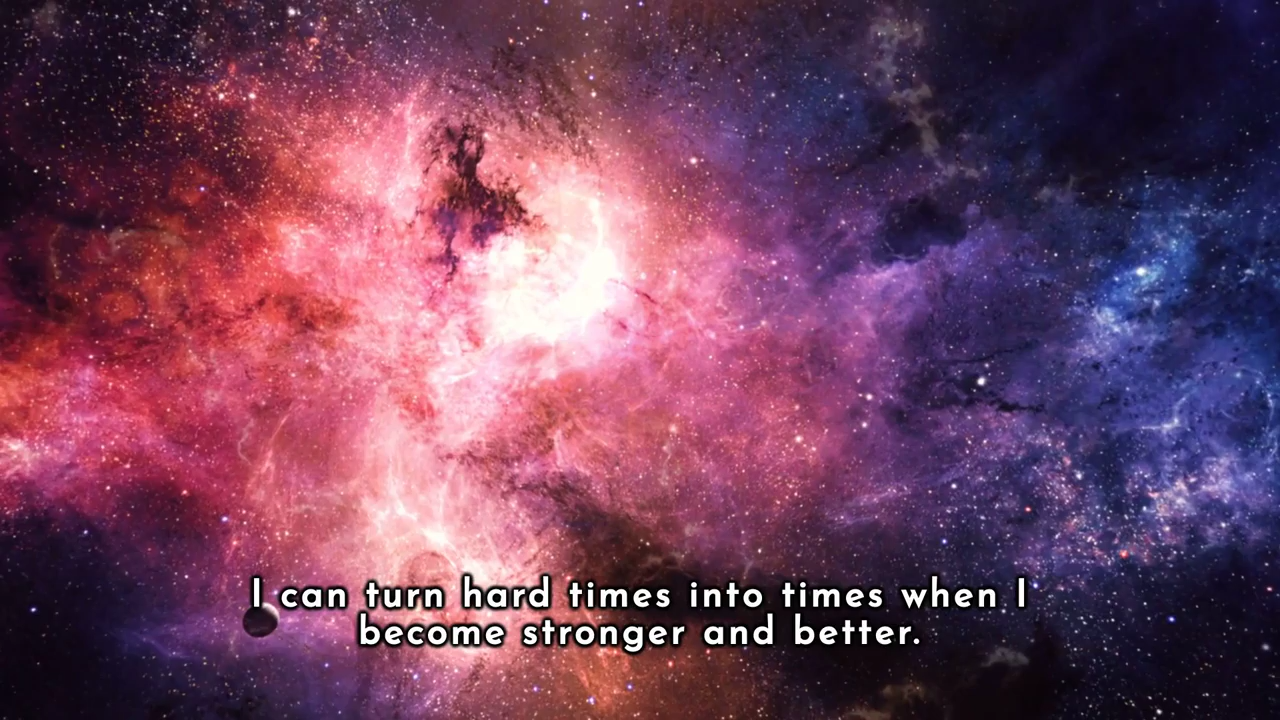 I can turn hard times into times when I
become stronger and better.